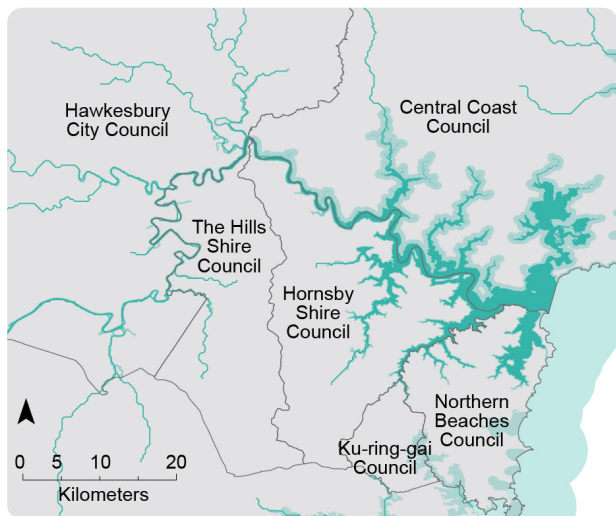 Hawkesbury
City Council
Central Coast
Council
The Hills
Shire
Council
Hornsby
Shire
Council
Northern
Beaches
Council
Ku-ring-gai
Council
0 5 10 20
Kilometers